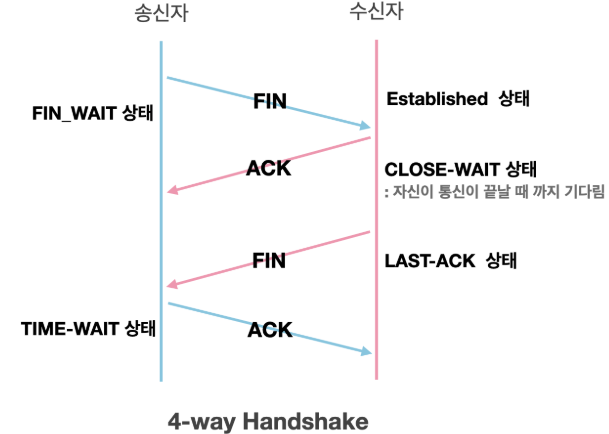 송신자
수신자
FIN
Established 상태
FIN_WAIT 상태
ACK
CLOSE-WAIT 상태
: 자신이 통신이 끝날 때 까지 기다림
FIN
LAST-ACK 상태
TIME-WAIT 상태
ACK
4-way Handshake